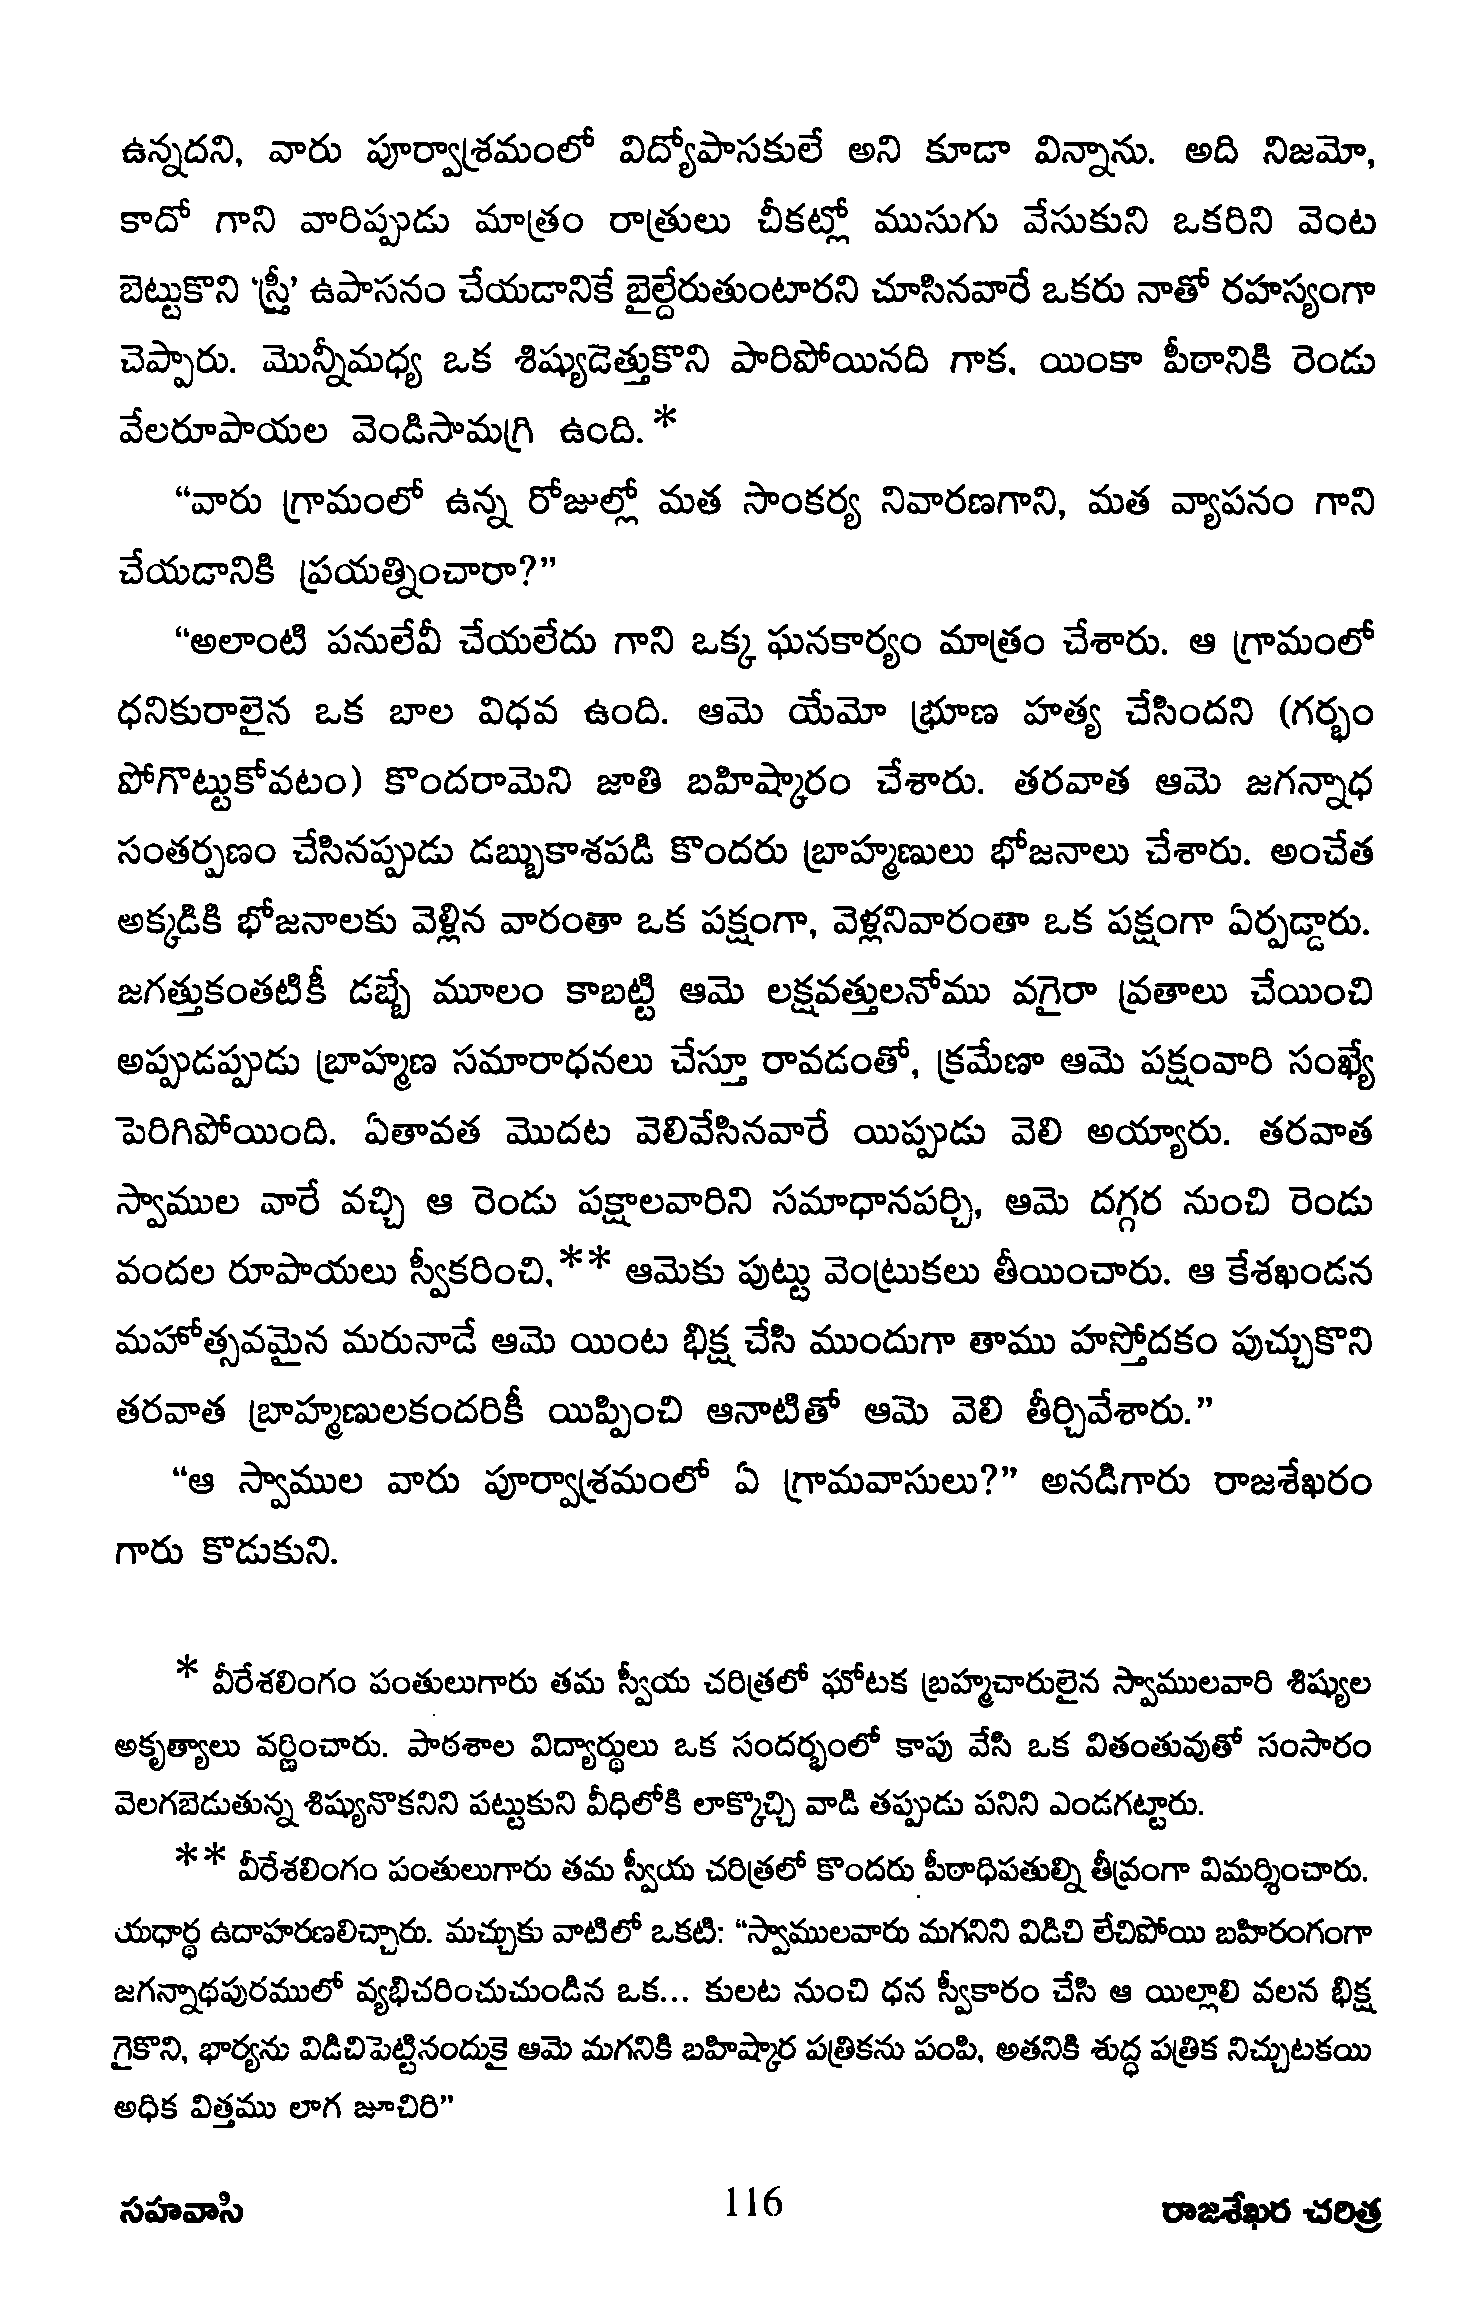 ఉన్నదని, వారు పూర్వాశ్రమంలో విద్యోపాసకులే అని కూడా విన్నాను. అది నిజమో,
కాదో గాని వారిప్పుడు మాత్రం రాత్రులు చీకట్లో ముసుగు వేసుకుని ఒకరిని వెంట
బెట్టుకొని ‘స్త్రీ’ ఉపాసనం చేయడానికే బైల్దేరుతుంటారని చూసినవారే ఒకరు నాతో రహస్యంగా
చెప్పారు. మొన్నీమధ్య ఒక శిష్యుడెత్తుకొని పారిపోయినది గాక, యింకా పీఠానికి రెండు
వేలరూపాయల వెండిసామగ్రి ఉంది.*
“వారు గ్రామంలో ఉన్న రోజుల్లో మత సాంకర్య నివారణగాని, మత వ్యాపనం గాని
చేయడానికి ప్రయత్నించారా?”
“అలాంటి పనులేవీ చేయలేదు గాని ఒక్క ఘనకార్యం మాత్రం చేశారు. ఆ గ్రామంలో
ధనికురాలైన ఒక బాల విధవ ఉంది. ఆమె యేమో భ్రూణ హత్య చేసిందని (గర్భం
పోగొట్టుకోవటం) కొందరామెని జాతి బహిష్కారం చేశారు. తరవాత ఆమె జగన్నాధ
సంతర్పణం చేసినప్పుడు డబ్బుకాశపడి కొందరు బ్రాహ్మణులు భోజనాలు చేశారు. అంచేత
అక్కడికి భోజనాలకు వెళ్లిన వారంతా ఒక పక్షంగా, వెళ్లనివారంతా ఒక పక్షంగా ఏర్పడ్డారు.
జగత్తుకంతటికీ డబ్బే మూలం కాబట్టి ఆమె లక్షవత్తులనోము వగైరా వ్రతాలు చేయించి
అప్పుడప్పుడు బ్రాహ్మణ సమారాధనలు చేస్తూ రావడంతో, క్రమేణా ఆమె పక్షంవారి సంఖ్యే
పెరిగిపోయింది. ఏతావత మొదట వెలివేసినవారే యిప్పుడు వెలి అయ్యారు. తరవాత
స్వాముల వారే వచ్చి ఆ రెండు పక్షాలవారిని సమాధానపర్చి, ఆమె దగ్గర నుంచి రెండు
వందల రూపాయలు స్వీకరించి,** ఆమెకు పుట్టు వెంట్రుకలు తీయించారు. ఆ కేశఖండన
మహోత్సవమైన మరునాడే ఆమె యింట భిక్ష చేసి ముందుగా తాము హస్తోదకం పుచ్చుకొని
తరవాత బ్రాహ్మణులకందరికీ యిప్పించి ఆనాటితో ఆమె వెలి తీర్చివేశారు.”
“ఆ స్వాముల వారు పూర్వాశ్రమంలో ఏ గ్రామవాసులు?” అనడిగారు రాజశేఖరం
గారు కొడుకుని.
* వీరేశలింగం పంతులుగారు తమ స్వీయ చరిత్రలో ఘోటక బ్రహ్మచారులైన స్వాములవారి శిష్యుల
అకృత్యాలు వర్ణించారు. పాఠశాల విద్యార్థులు ఒక సందర్భంలో కాపు వేసి ఒక వితంతువుతో సంసారం
వెలగబెడుతున్న శిష్యునొకనిని పట్టుకుని వీధిలోకి లాక్కొచ్చి వాడి తప్పుడు పనిని ఎండగట్టారు.
** వీరేశలింగం పంతులుగారు తమ స్వీయ చరిత్రలో కొందరు పీఠాధిపతుల్ని తీవ్రంగా విమర్శించారు.
యధార్థ ఉదాహరణలిచ్చారు. మచ్చుకు వాటిలో ఒకటి: “స్వాములవారు మగనిని విడిచి లేచిపోయి బహిరంగంగా
జగన్నాథపురములో వ్యభిచరించుచుండిన ఒక... కులట నుంచి ధన స్వీకారం చేసి ఆ యిల్లాలి వలన భిక్ష
గైకొని, భార్యను విడిచిపెట్టినందుకై ఆమె మగనికి బహిష్కార పత్రికను పంపి, అతనికి శుద్ధ పత్రిక నిచ్చుటకయి
అధిక విత్తము లాగ జూచిరి”
సహవాసి 116 రాజశేఖర చరిత్ర